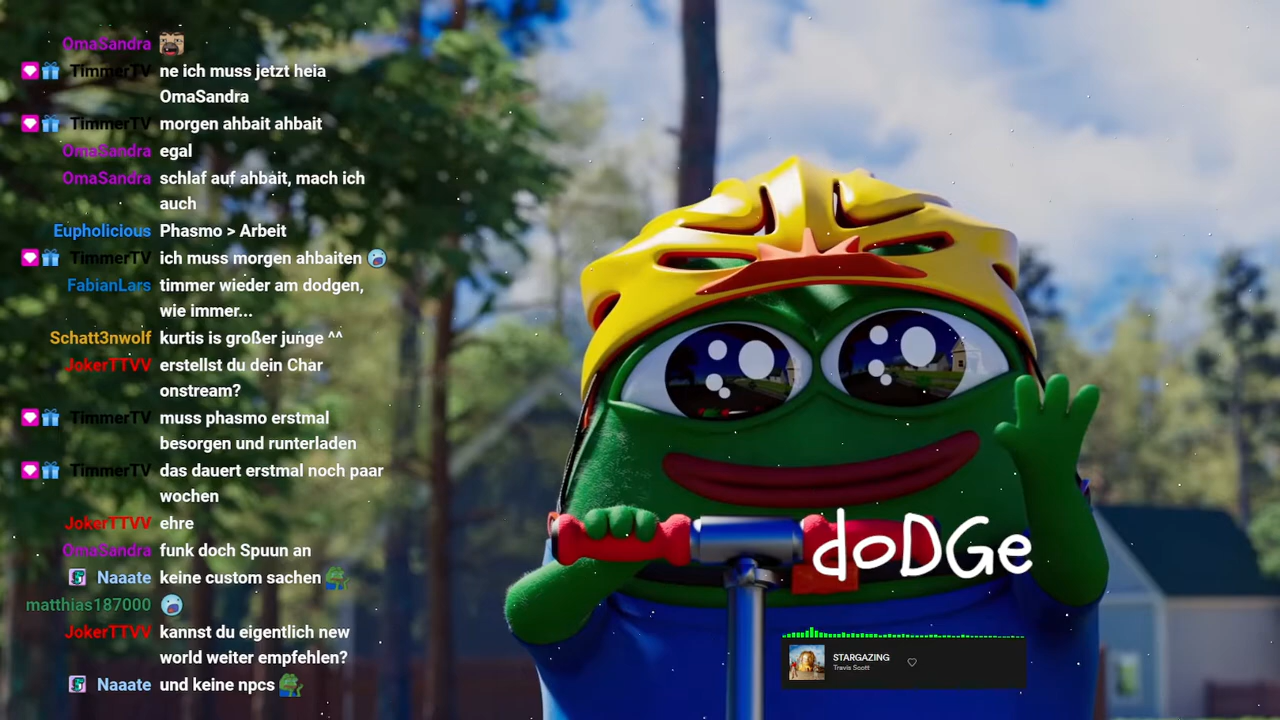 OmaSandra
TimmerTV ne ich muss jetzt heia
OmaSandra
TimmerTV morgen ahbait ahbait
OmaSandra egal
OmaSandra schlaf auf ahbait, mach ich
auch
Eupholicious Phasmo > Arbeit
TimmerTV ich muss morgen ahbaiten
FabianLars timmer wieder am dodgen,
wie immer...
Schatt3nwolf kurtis is großer junge ^^
JokerTTVV erstellst du dein Char
onstream?
TimmerTV muss phasmo erstmal
besorgen und runterladen
TimmerTV das dauert erstmal noch paar
wochen
JokerTTVV ehre
OmaSandra funk doch Spuun an
Naaate keine custom sachen
matthias187000
JokerTTVV kannst du eigentlich new
world weiter empfehlen?
Naaate und keine npcs
doDGe
STARGAZING
Travis Scott